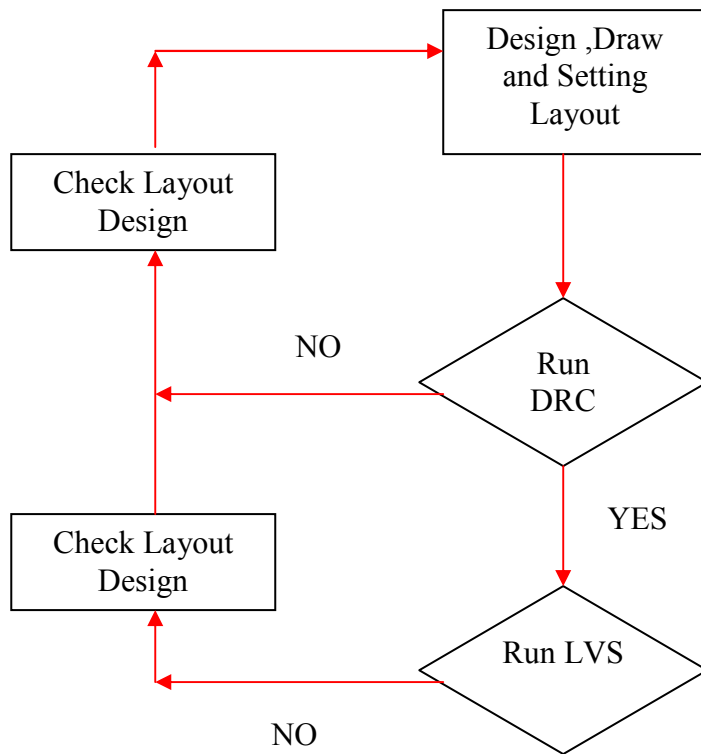 Design ,Draw
and Setting
Layout
Check Layout
Design
NO
Run
DRC
YES
Check Layout
Design
Run LVS
NO